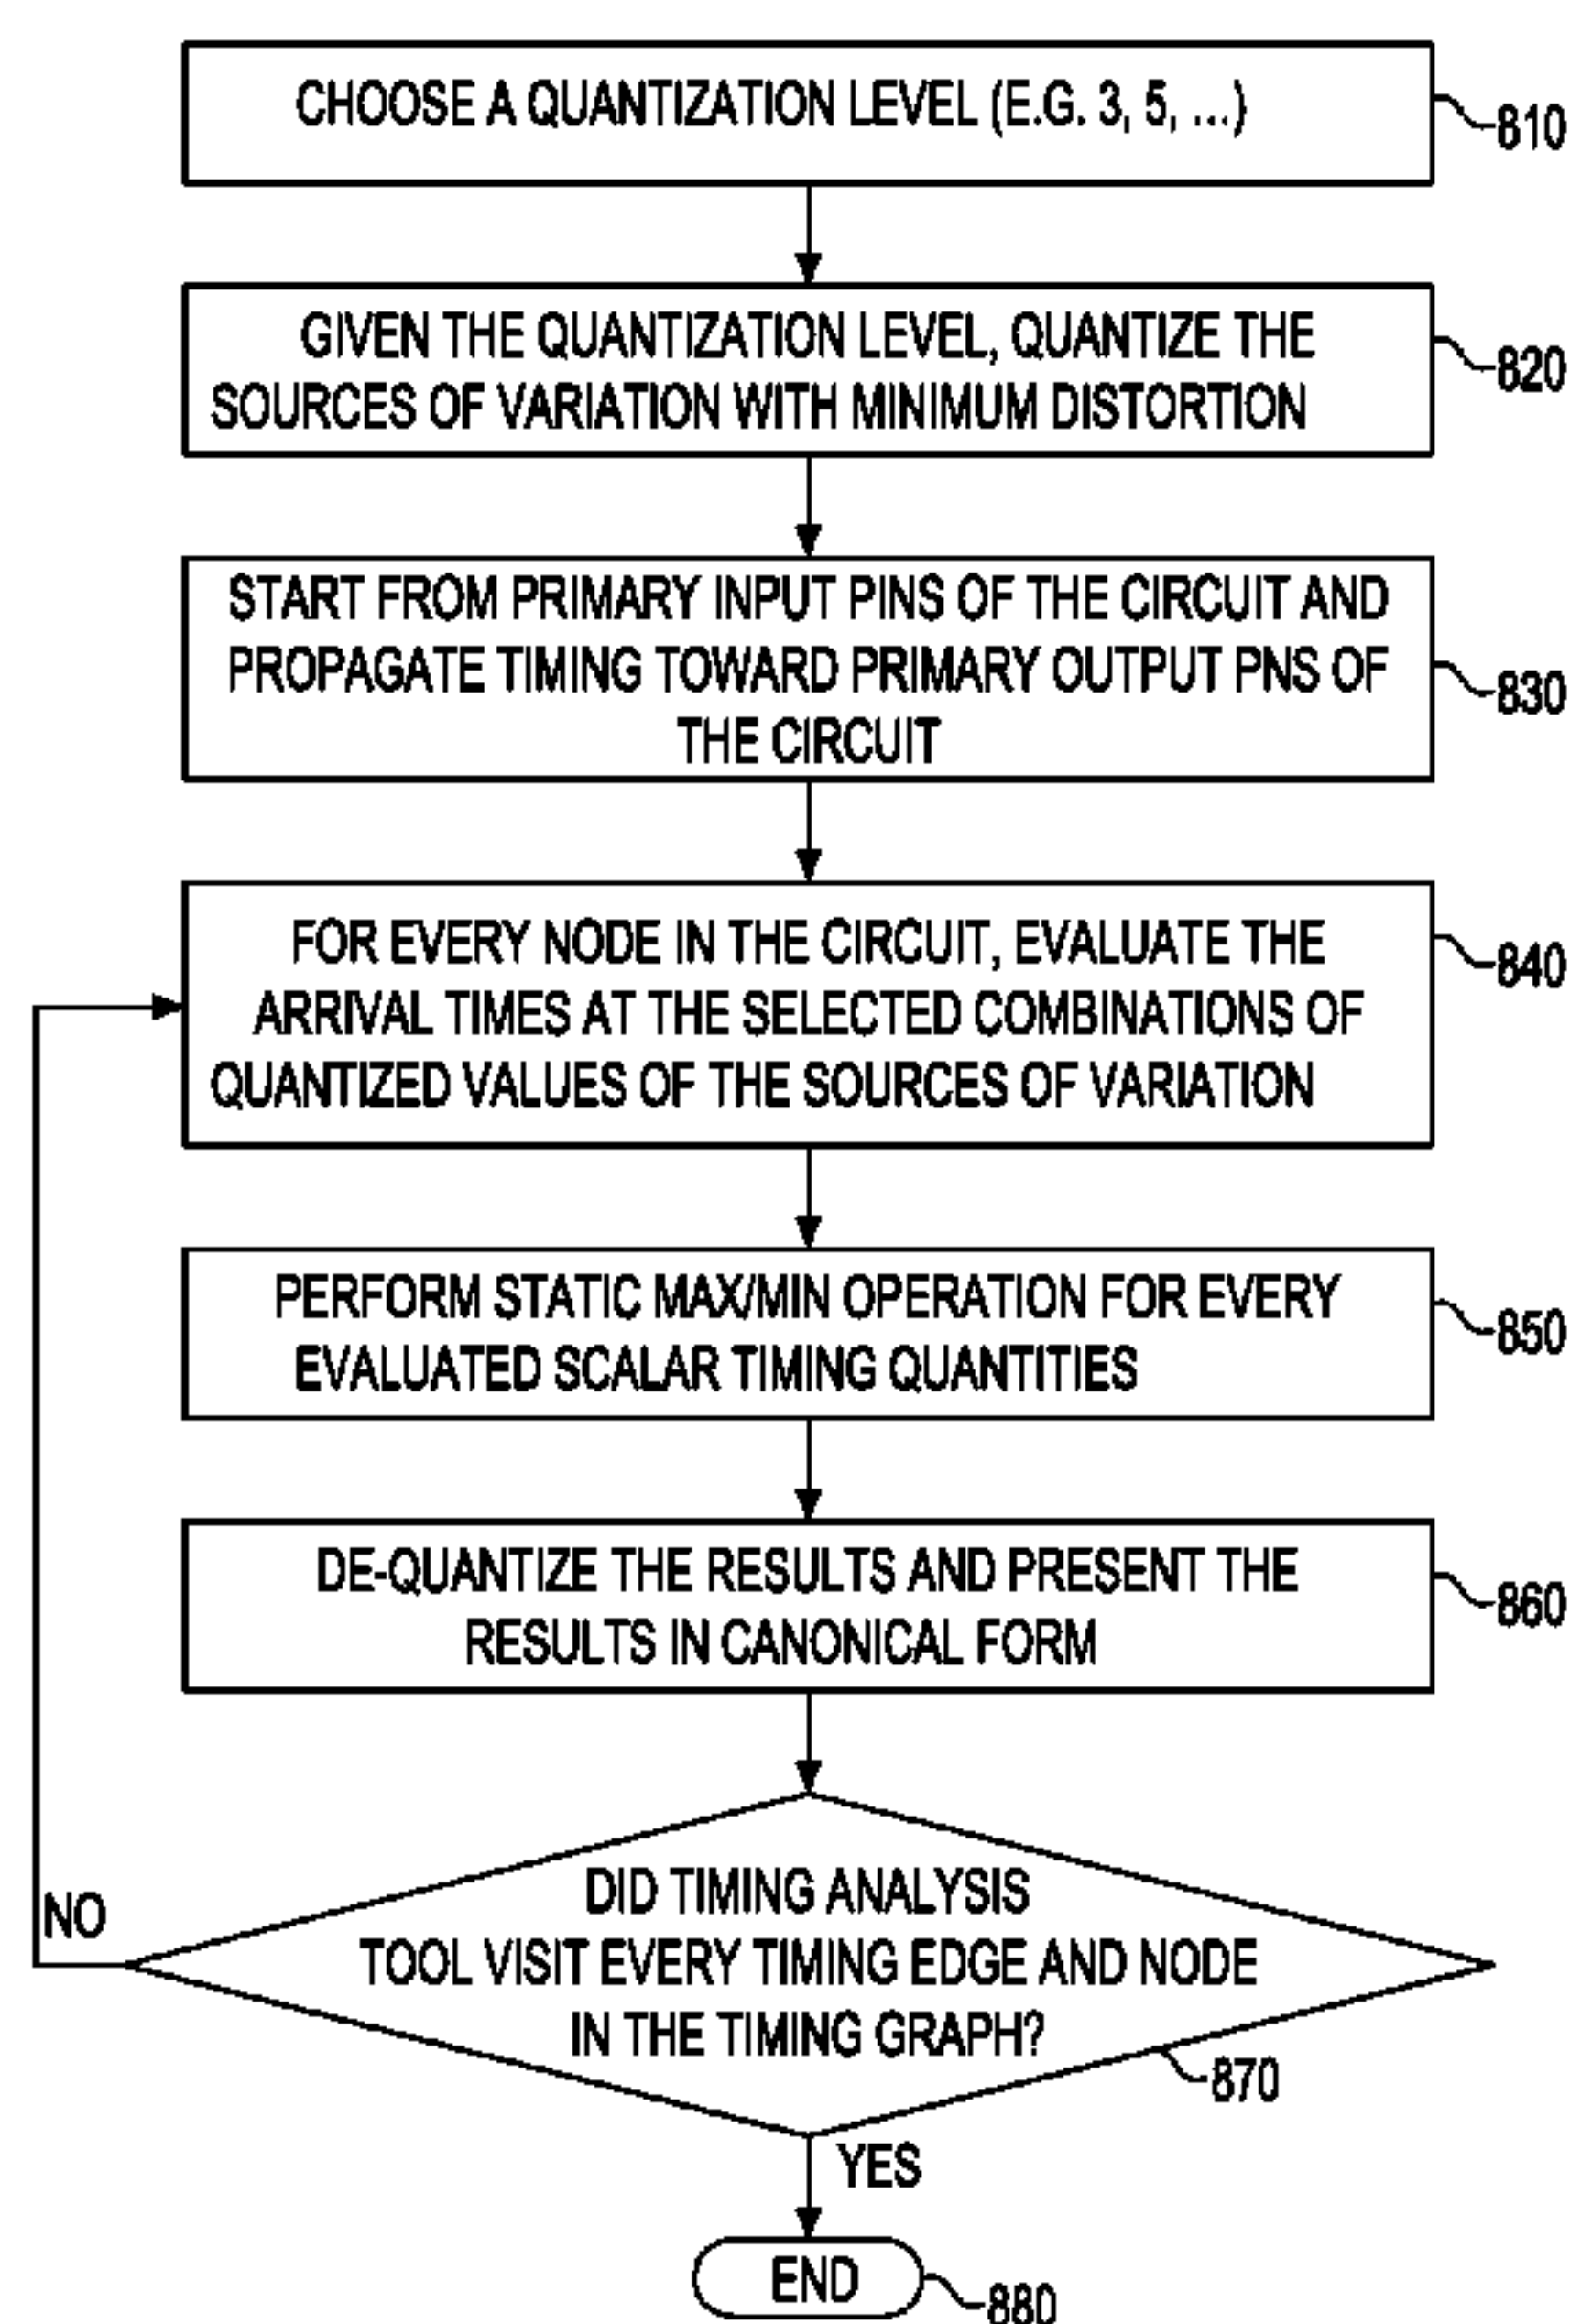 CHOOSE A QUANTIZATION LEVEL (E.G. 3, 5, ...)
810
GIVEN THE QUANTIZATION LEVEL, QUANTIZE THE
SOURCES OF VARIATION WITH MINIMUM DISTORTION
820
START FROM PRIMARY INPUT PINS OF THE CIRCUIT AND
PROPAGATE TIMING TOWARD PRIMARY OUTPUT PNS OF
THE CIRCUIT
830
FOR EVERY NODE IN THE CIRCUIT, EVALUATE THE
ARRIVAL TIMES AT THE SELECTED COMBINATIONS OF
QUANTIZED VALUES OF THE SOURCES OF VARIATION
840
PERFORM STATIC MAX/MIN OPERATION FOR EVERY
EVALUATED SCALAR TIMING QUANTITIES
850
DE-QUANTIZE THE RESULTS AND PRESENT THE
RESULTS IN CANONICAL FORM
860
DID TIMING ANALYSIS
TOOL VISIT EVERY TIMING EDGE AND NODE
IN THE TIMING GRAPH?
870
NO
YES
END
880